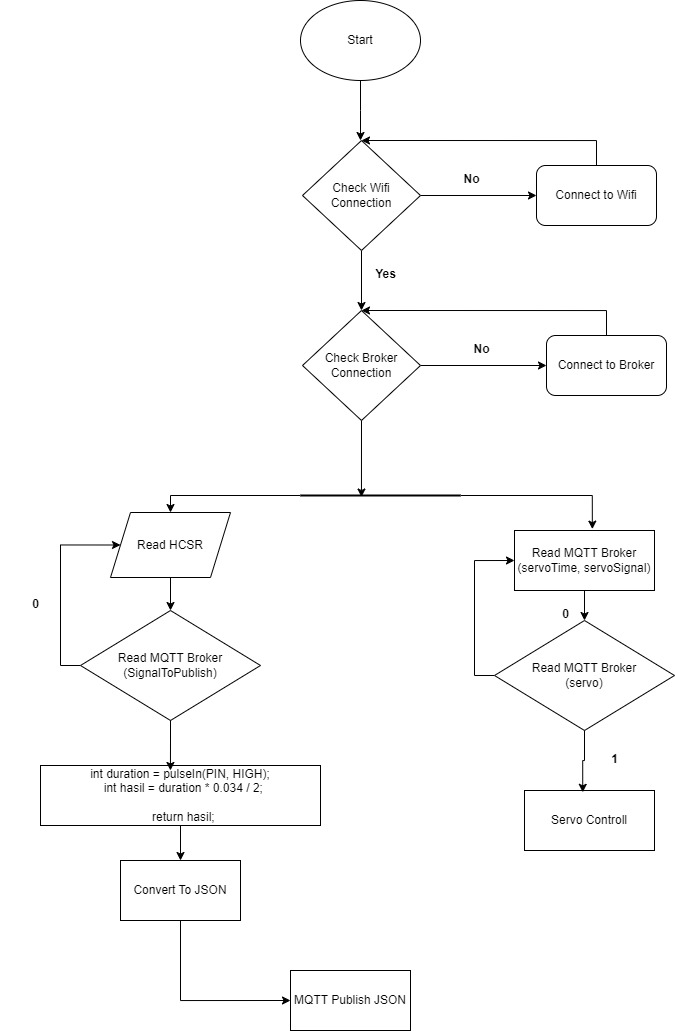 Start
Check Wifi
Connection
No
Connect to Wifi
Yes
Check Broker
Connection
No
Connect to Broker
Read HCSR
0
Read MQTT Broker
(SignalToPublish)
int duration = pulseIn(PIN, HIGH);
int hasil = duration * 0.034 / 2;
return hasil;
Convert To JSON
MQTT Publish JSON
Read MQTT Broker
(servoTime, servoSignal)
0
Read MQTT Broker
(servo)
1
Servo Controll